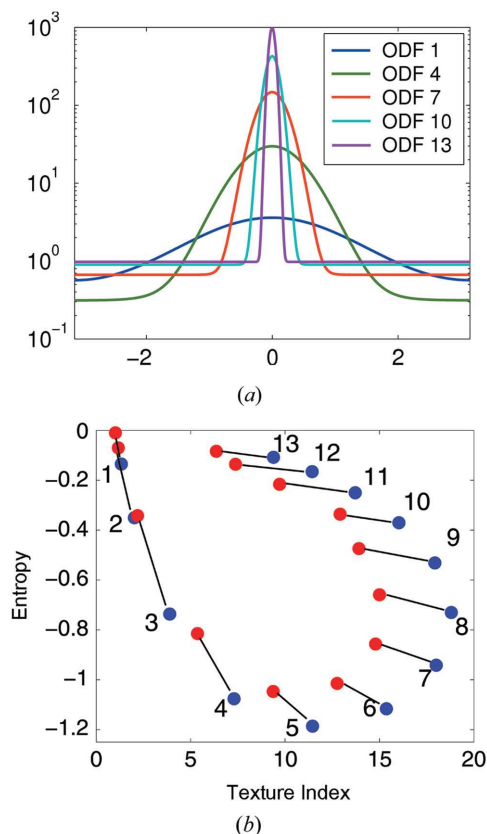 10³
10²
10¹
10⁰
10⁻¹
ODF 1
ODF 4
ODF 7
ODF 10
ODF 13
−2 0 2
(a)
0
−0.2
−0.4
−0.6
−0.8
−1
−1.2
Entropy
13
12
11
10
9
8
7
6
5
4
3
2
1
0 5 10 15 20
Texture Index
(b)